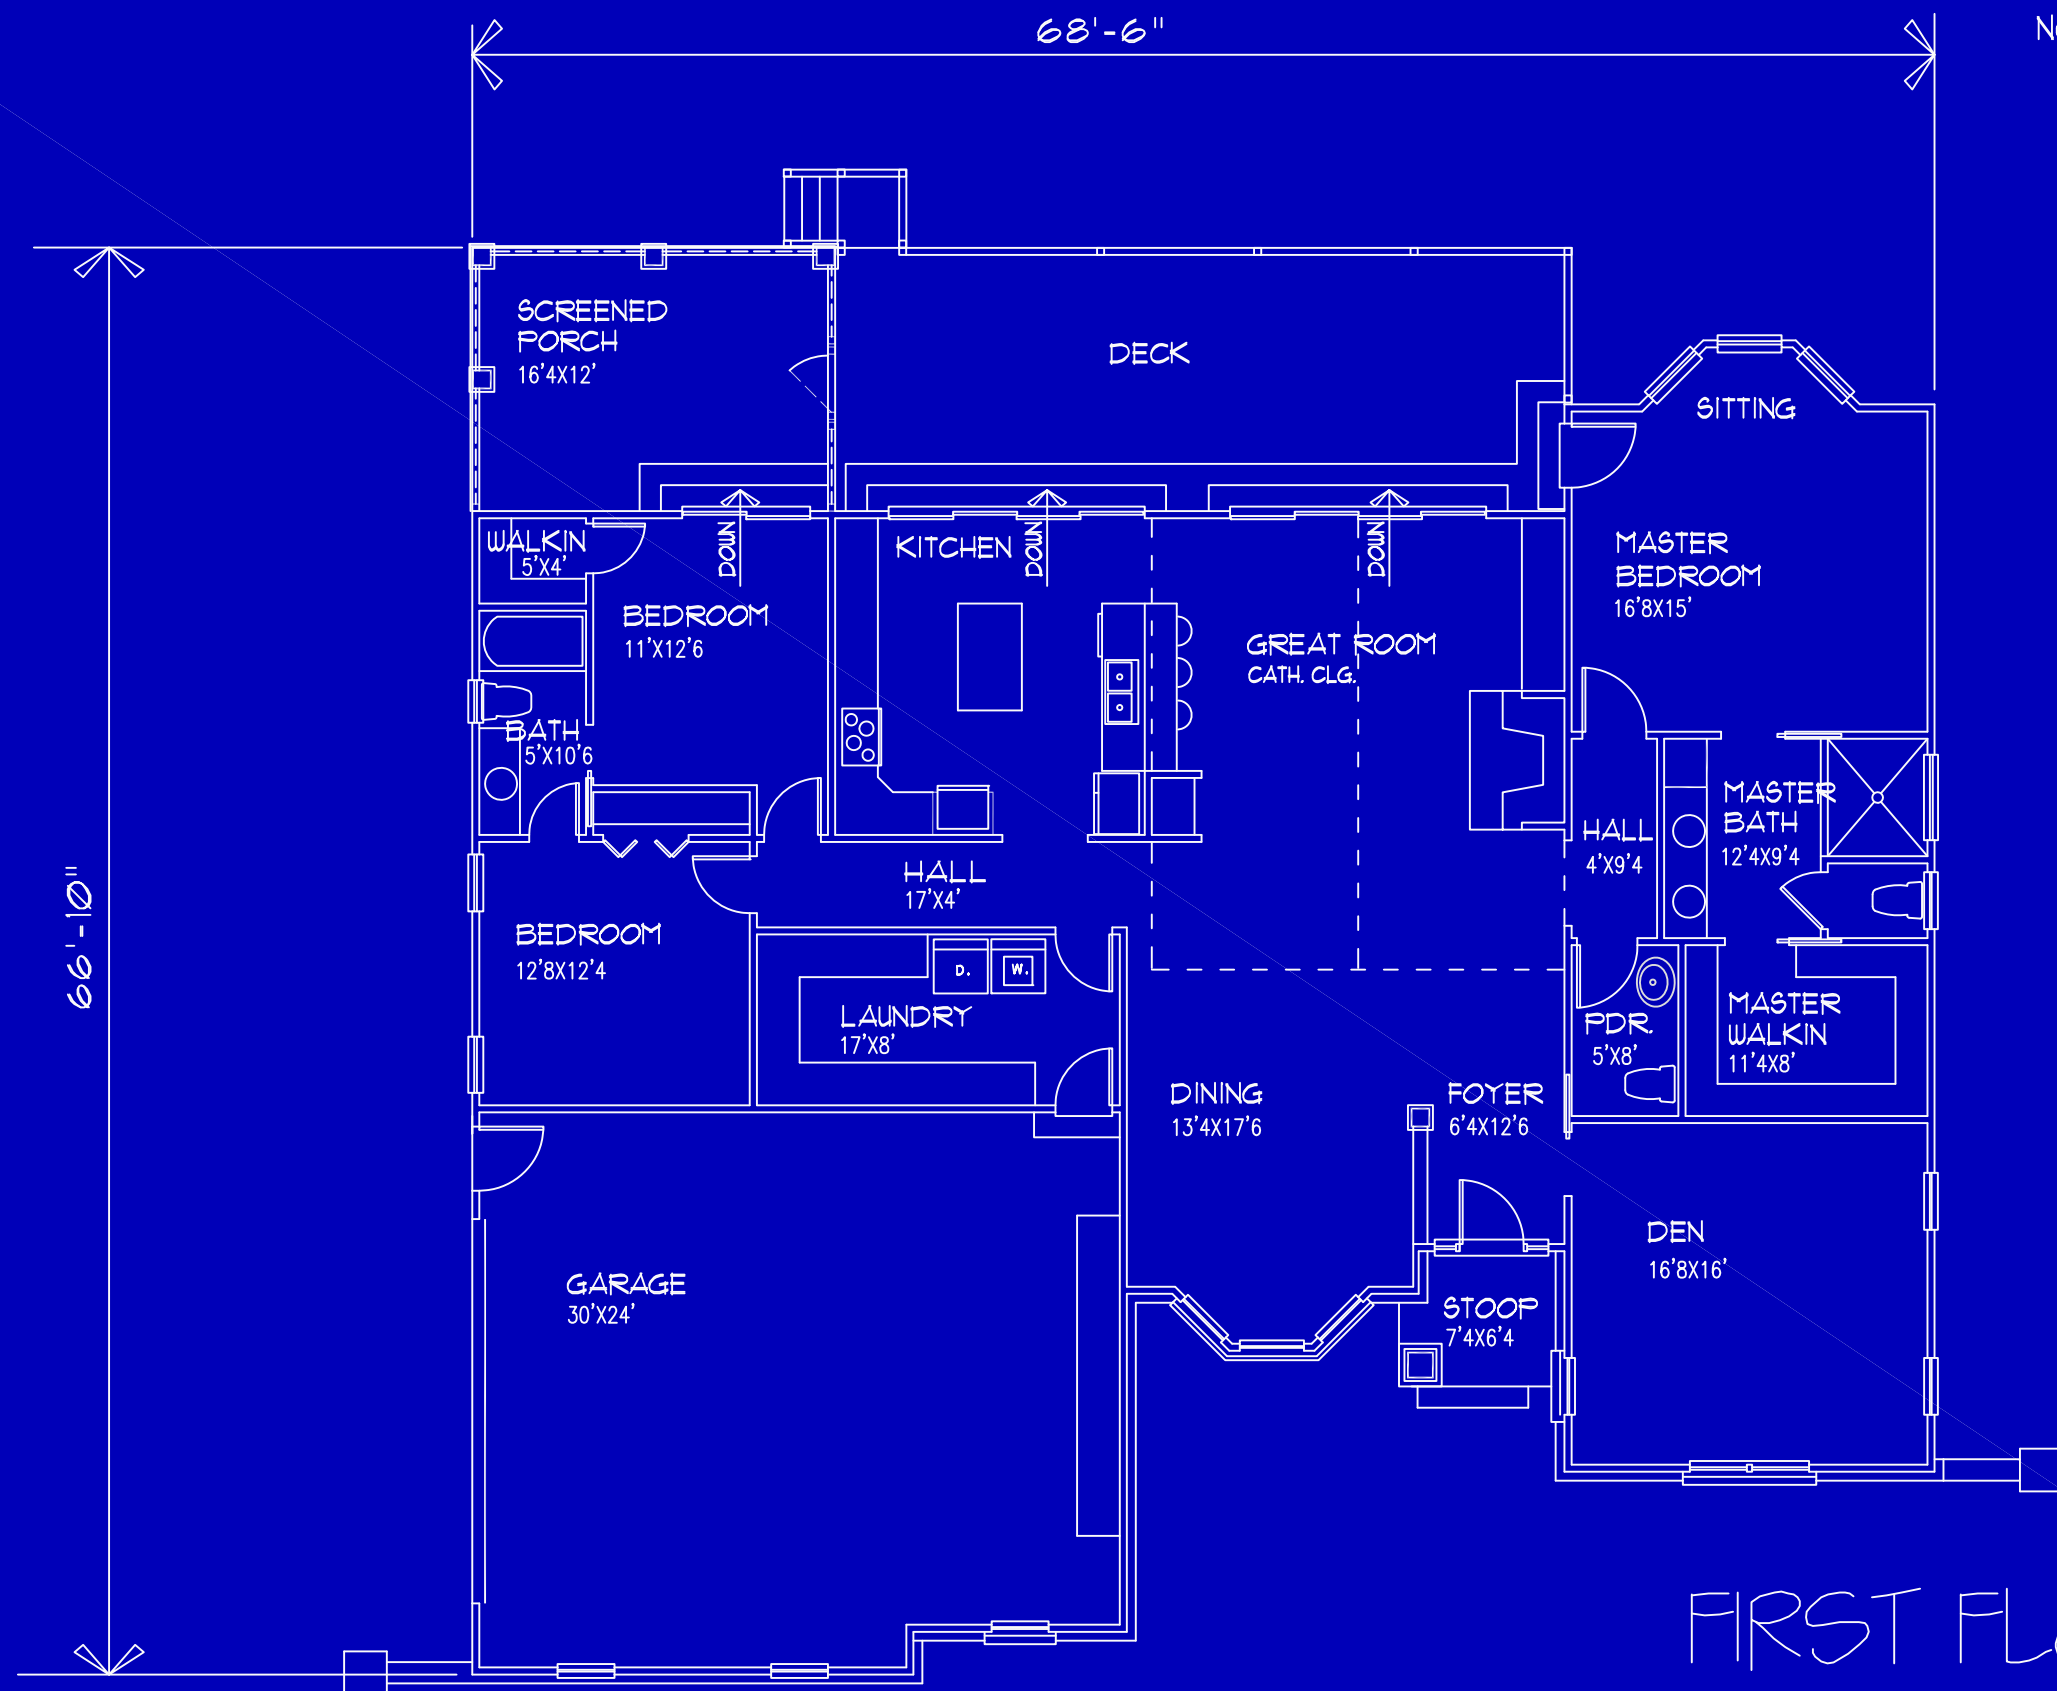 68'-6"
SCREENED
PORCH
16'4X12'
DECK
SITTING
WALKIN
5'X4'
DOWN
KITCHEN
DOWN
DOWN
MASTER
BEDROOM
16'8X15'
BEDROOM
11'X12'6
GREAT ROOM
CATH. CLG.
BATH
5'X10'6
MASTER
BATH
12'4X9'4
HALL
4'X9'4
HALL
17'X4'
66'-10"
BEDROOM
12'8X12'4
D.
W.
LAUNDRY
17'X8'
MASTER
WALKIN
11'4X8'
PDR.
5'X8'
DINING
13'4X17'6
FOYER
6'4X12'6
DEN
16'8X16'
GARAGE
30'X24'
STOOP
7'4X6'4
FIRST